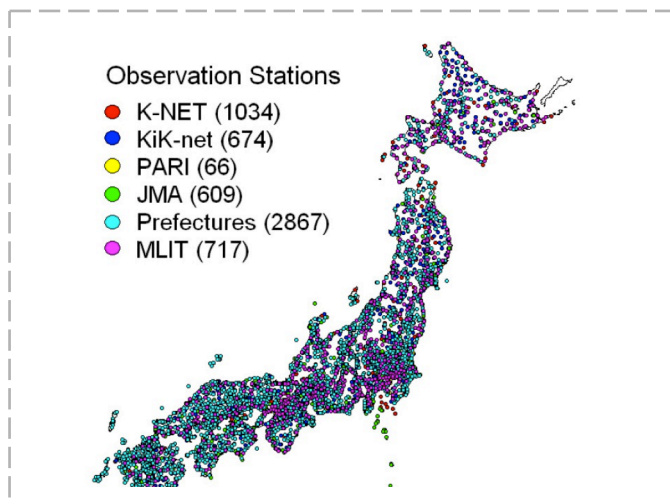 Observation Stations
K-NET (1034)
KiK-net (674)
PARI (66)
JMA (609)
Prefectures (2867)
MLIT (717)